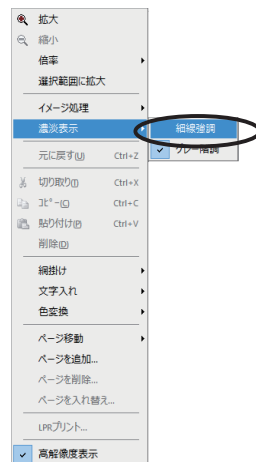 拡大
縮小
倍率
選択範囲に拡大
イメージ処理
濃淡表示
細線強調
グレー階調
元に戻す(U) Ctrl+Z
切り取り(T) Ctrl+X
コピー(C) Ctrl+C
貼り付け(P) Ctrl+V
削除(D)
網掛け
文字入れ
色変換
ページ移動
ページを追加...
ページを削除...
ページを入れ替え...
LPRプリント...
高解像度表示